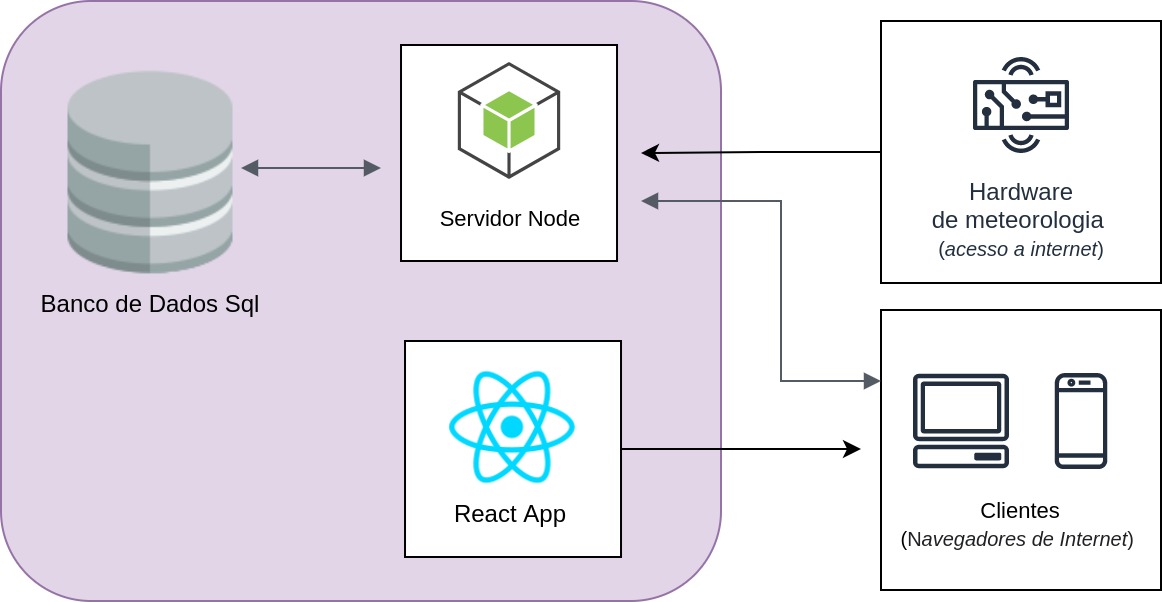 Servidor Node
Banco de Dados Sql
React App
Hardware
de meteorologia
(acesso a internet)
Clientes
(Navegadores de Internet)